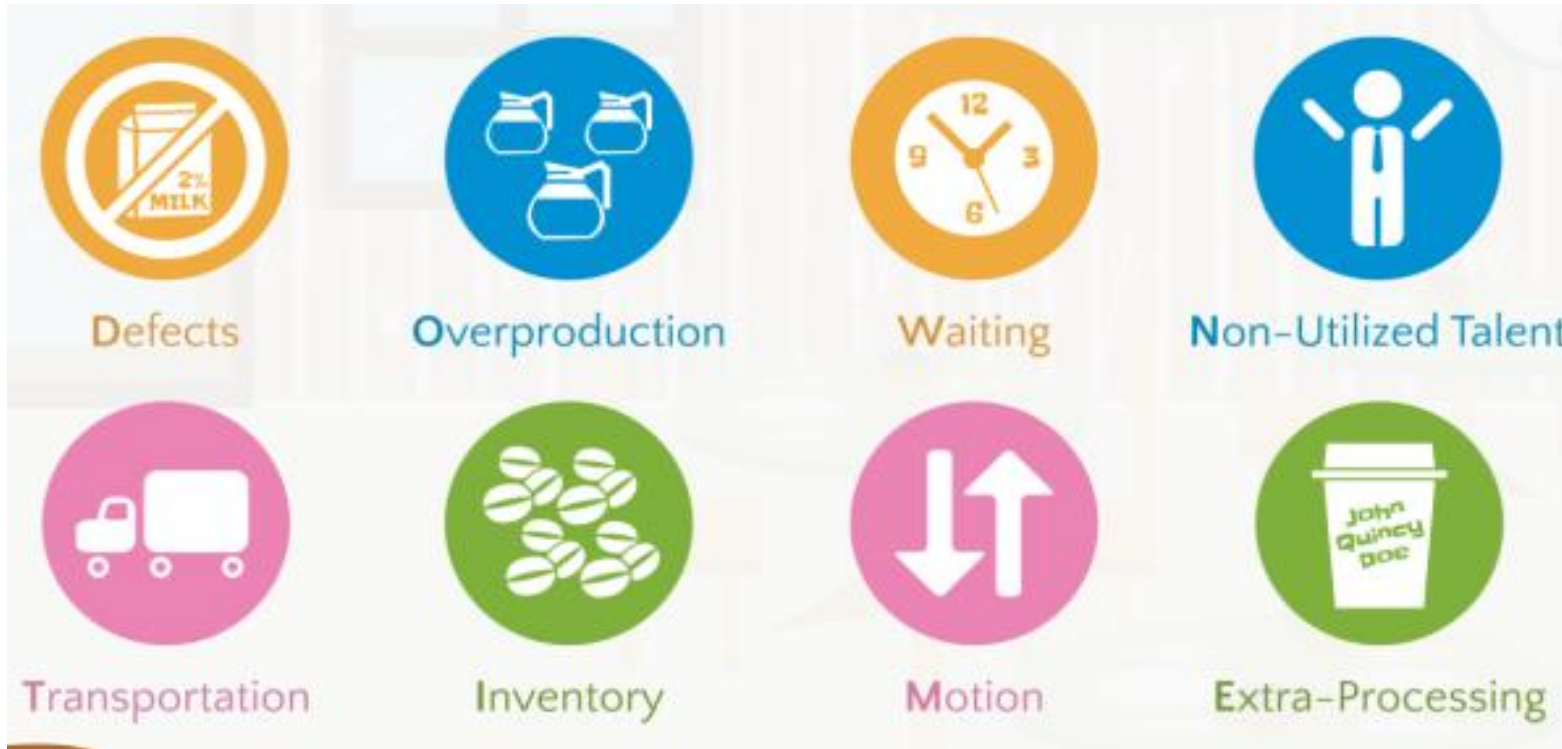 2%
MILK
12
9
3
6
Defects
Overproduction
Waiting
Non-Utilized Talent
John
Quincy
Doe
Transportation
Inventory
Motion
Extra-Processing